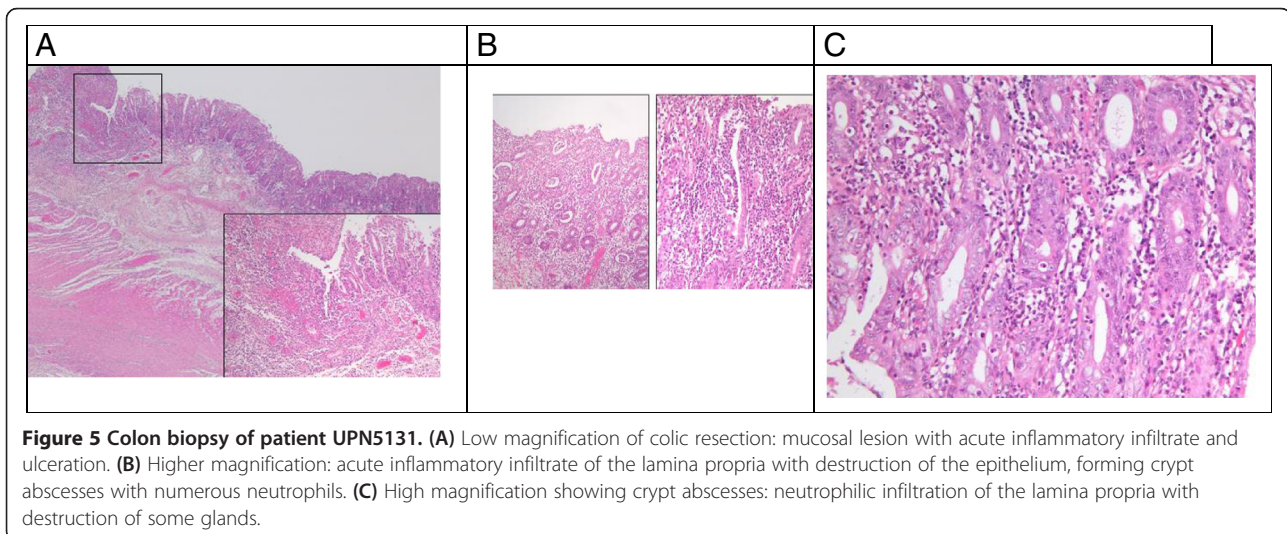 A
B
C
Figure 5 Colon biopsy of patient UPN5131. (A) Low magnification of colic resection: mucosal lesion with acute inflammatory infiltrate and
ulceration. (B) Higher magnification: acute inflammatory infiltrate of the lamina propria with destruction of the epithelium, forming crypt
abscesses with numerous neutrophils. (C) High magnification showing crypt abscesses: neutrophilic infiltration of the lamina propria with
destruction of some glands.